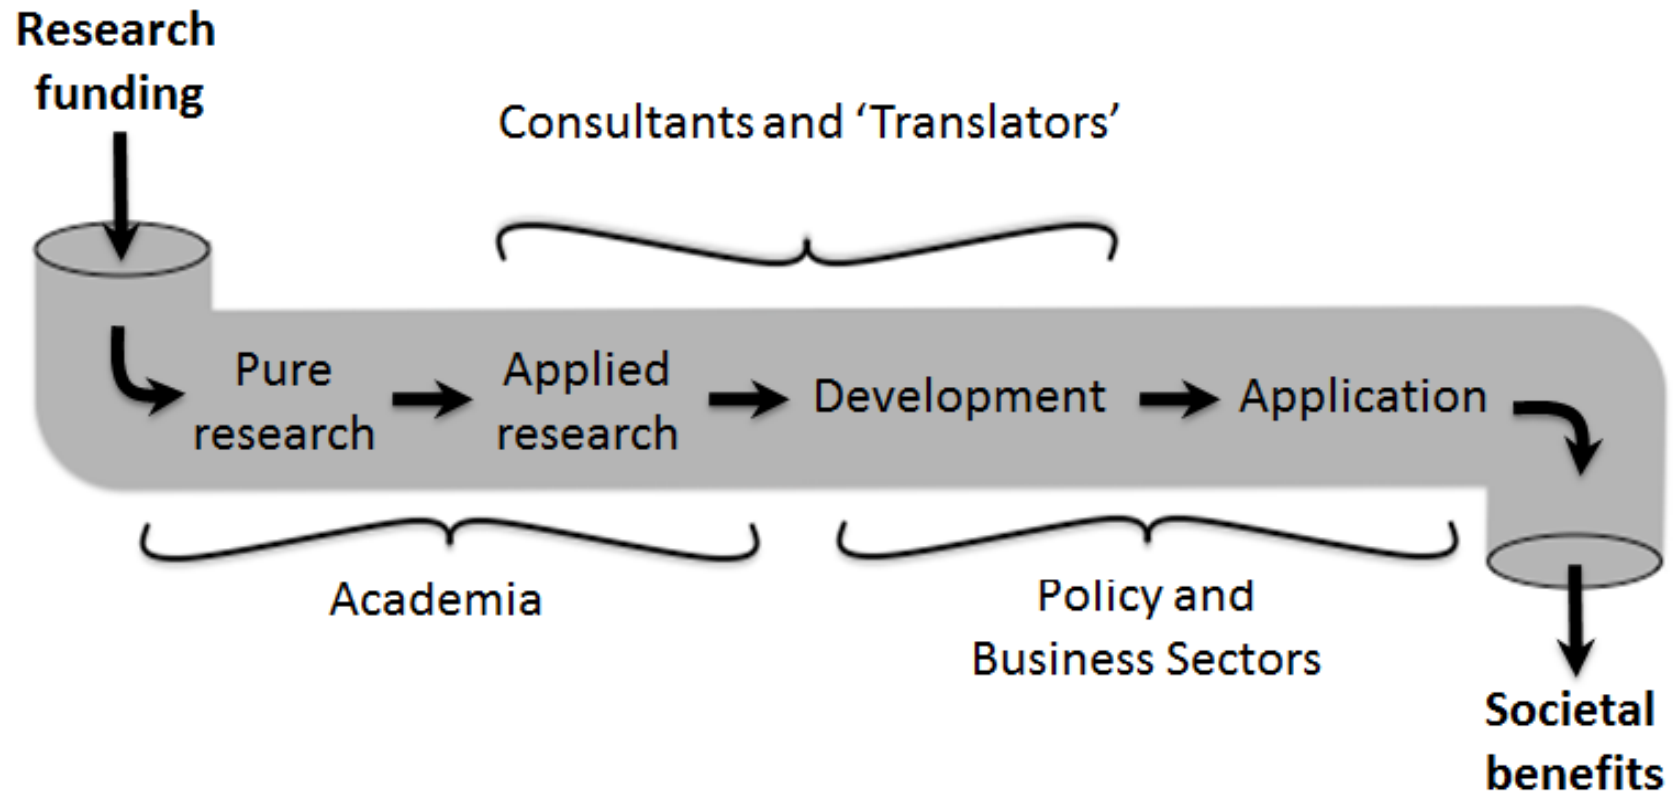 Research
funding
Consultants and ‘Translators’
Pure
research
Applied
research
Development
Application
Academia
Policy and
Business Sectors
Societal
benefits